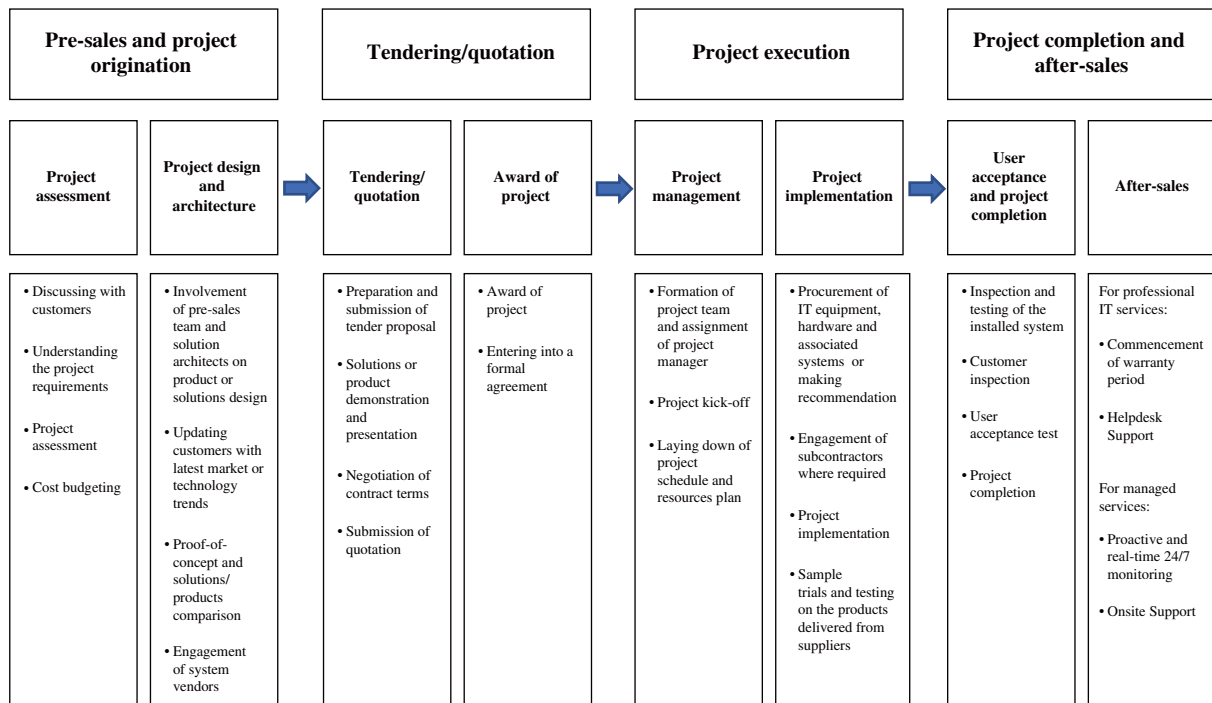 Pre-sales and project
origination
Tendering/quotation
Project execution
Project completion and
after-sales
Project
assessment
Project design
and
architecture
Tendering/
quotation
Award of
project
Project
management
Project
implementation
User
acceptance
and project
completion
After-sales
• Discussing with
customers
• Understanding
the project
requirements
• Project
assessment
• Cost budgeting
• Involvement
of pre-sales
team and
solution
architects on
product or
solutions design
• Updating
customers with
latest market or
technology
trends
• Proof-of-
concept and
solutions/
products
comparison
• Engagement
of system
vendors
• Preparation and
submission of
tender proposal
• Solutions or
product
demonstration
and
presentation
• Negotiation of
contract terms
• Submission of
quotation
• Award of
project
• Entering into a
formal
agreement
• Formation of
project team
and assignment
of project
manager
• Project kick-off
• Laying down of
project
schedule and
resources plan
• Procurement of
IT equipment,
hardware and
associated
systems or
making
recommendation
• Engagement of
subcontractors
where required
• Project
implementation
• Sample
trials and testing
on the products
delivered from
suppliers
• Inspection and
testing of the
installed system
• Customer
inspection
• User
acceptance test
• Project
completion
For professional
IT services:
• Commencement
of warranty
period
• Helpdesk
Support
For managed
services:
• Proactive and
real-time 24/7
monitoring
• Onsite Support